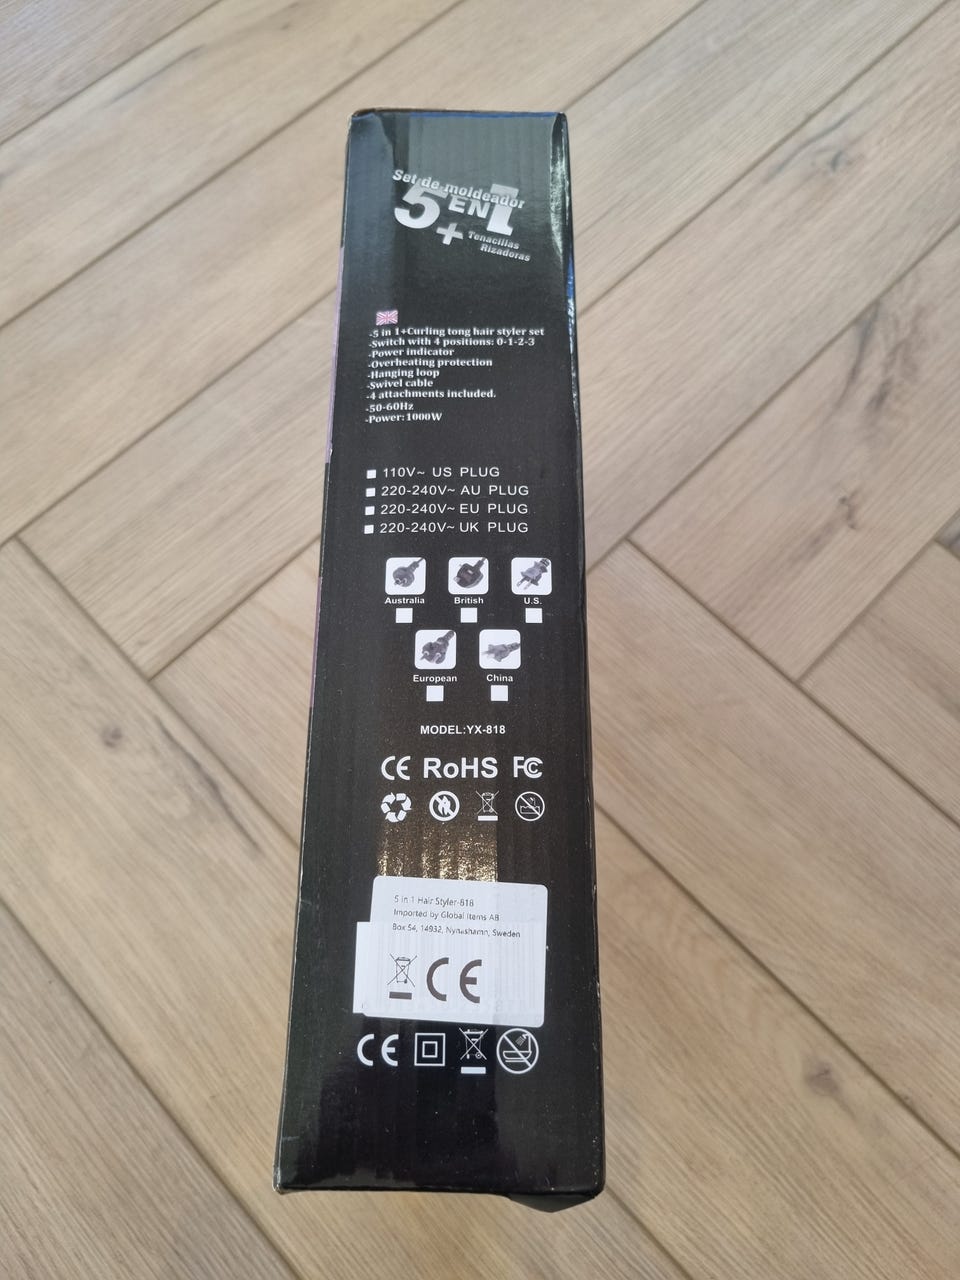 Set de moldeador
5 EN 1
+ Tenacillas
Rizadoras
-5 in 1+Curling tong hair styler set
-Switch with 4 positions: 0-1-2-3
-Power indicator
-Overheating protection
-Hanging loop
-Swivel cable
-4 attachments included.
-50-60Hz
-Power:1000W
110V~ US PLUG
220-240V~ AU PLUG
220-240V~ EU PLUG
220-240V~ UK PLUG
Australia British U.S.
European China
MODEL:YX-818
CE RoHS FC
5 in 1 Hair Styler-818
Imported by Global Items AB
Box 54, 14932, Nynashamn, Sweden
CE
CE